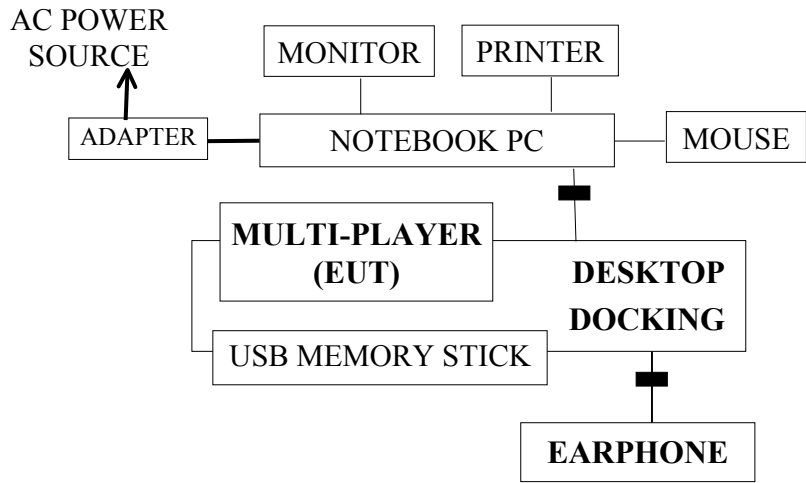 AC POWER
SOURCE
MONITOR
PRINTER
ADAPTER
NOTEBOOK PC
MOUSE
MULTI-PLAYER
(EUT)
DESKTOP
DOCKING
USB MEMORY STICK
EARPHONE